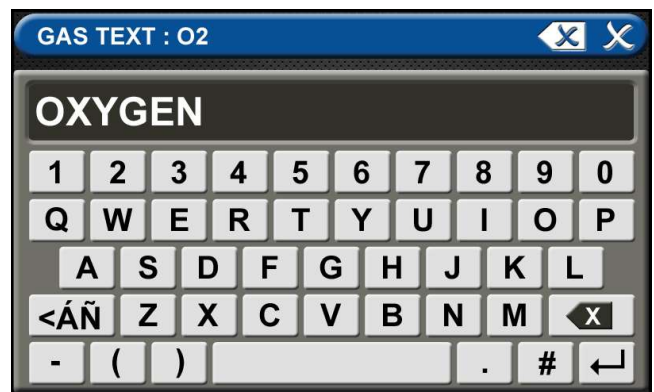 GAS TEXT : O2
OXYGEN
1 2 3 4 5 6 7 8 9 0
Q W E R T Y U I O P
A S D F G H J K L
<ÁÑ Z X C V B N M X
- ( ) . #